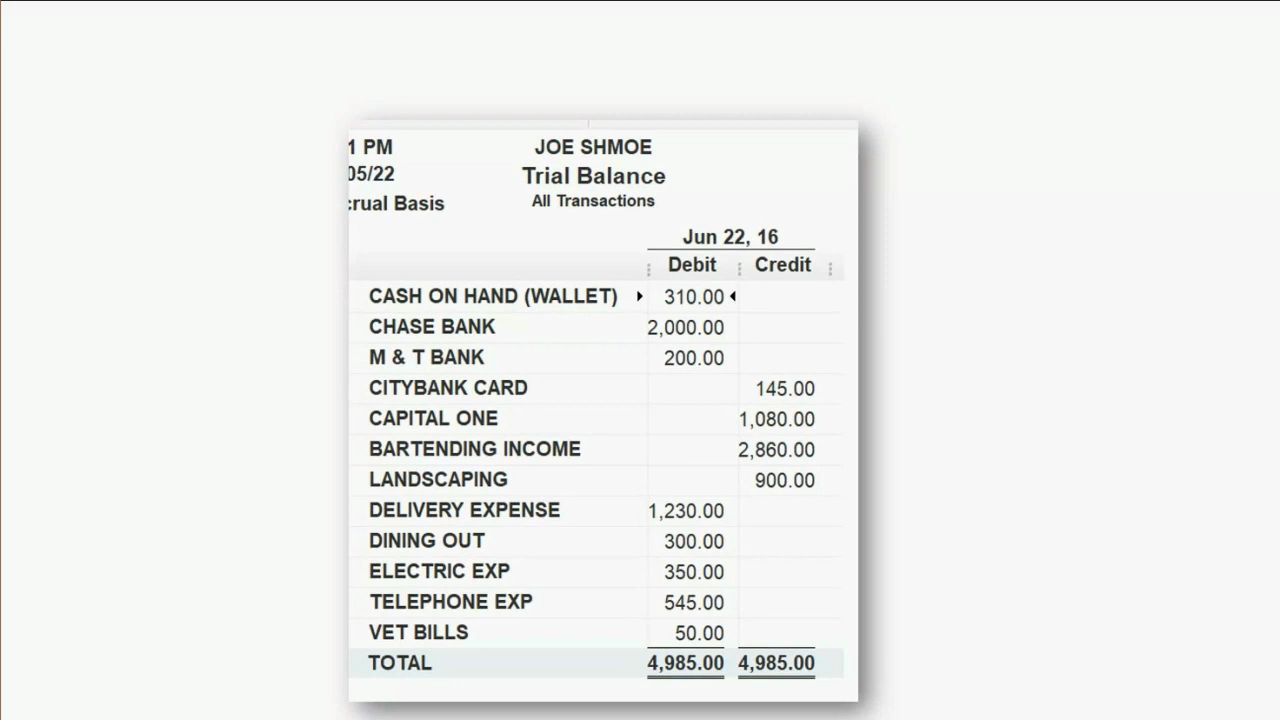 1 PM JOE SHMOE
05/22 Trial Balance
crual Basis All Transactions
Jun 22, 16
Debit Credit
CASH ON HAND (WALLET) 310.00
CHASE BANK 2,000.00
M & T BANK 200.00
CITYBANK CARD 145.00
CAPITAL ONE 1,080.00
BARTENDING INCOME 2,860.00
LANDSCAPING 900.00
DELIVERY EXPENSE 1,230.00
DINING OUT 300.00
ELECTRIC EXP 350.00
TELEPHONE EXP 545.00
VET BILLS 50.00
TOTAL 4,985.00 4,985.00